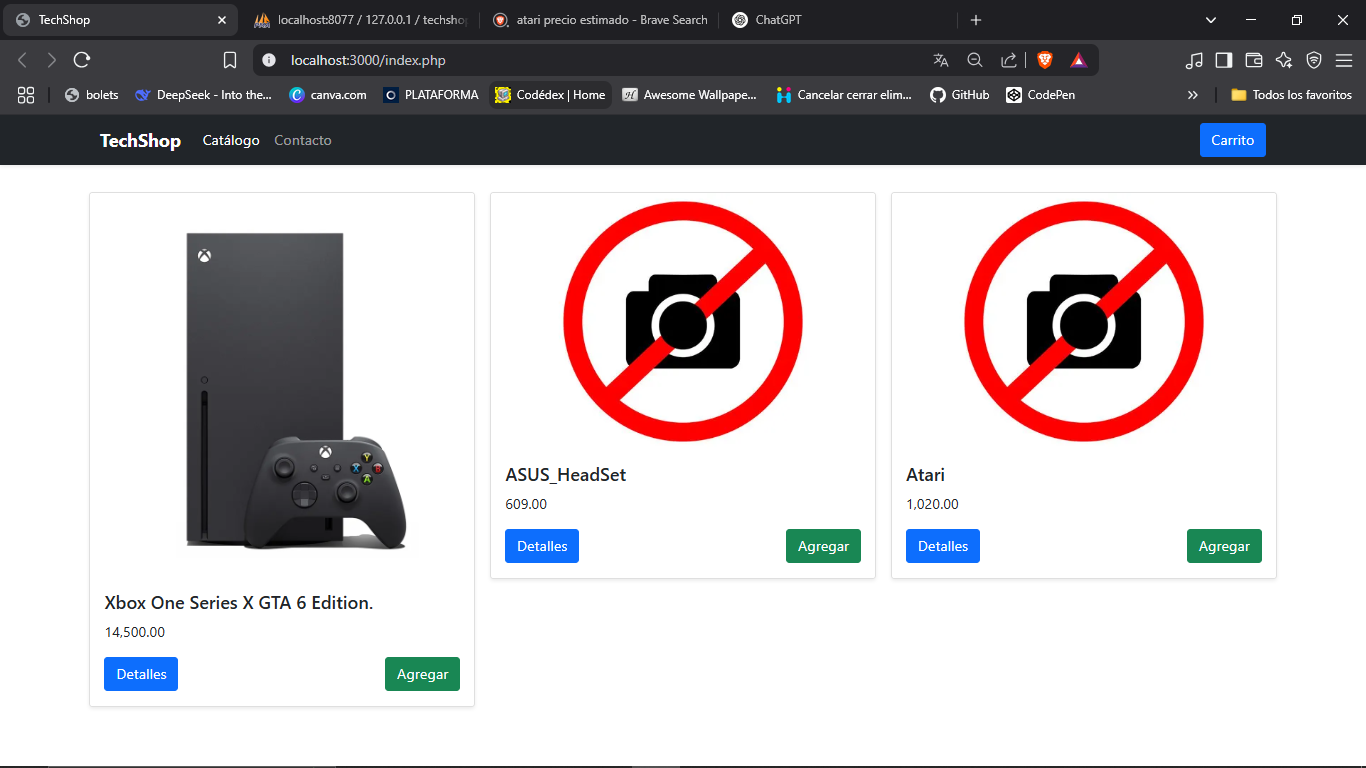 TechShop
localhost:8077 / 127.0.0.1 / techshop
atari precio estimado - Brave Search
ChatGPT
localhost:3000/index.php
bolets
DeepSeek - Into the...
canva.com
PLATAFORMA
Codédex | Home
Awesome Wallpape...
Cancelar cerrar elim...
GitHub
CodePen
Todos los favoritos
TechShop
Catálogo
Contacto
Carrito
Xbox One Series X GTA 6 Edition.
14,500.00
Detalles
Agregar
ASUS_HeadSet
609.00
Detalles
Agregar
Atari
1,020.00
Detalles
Agregar